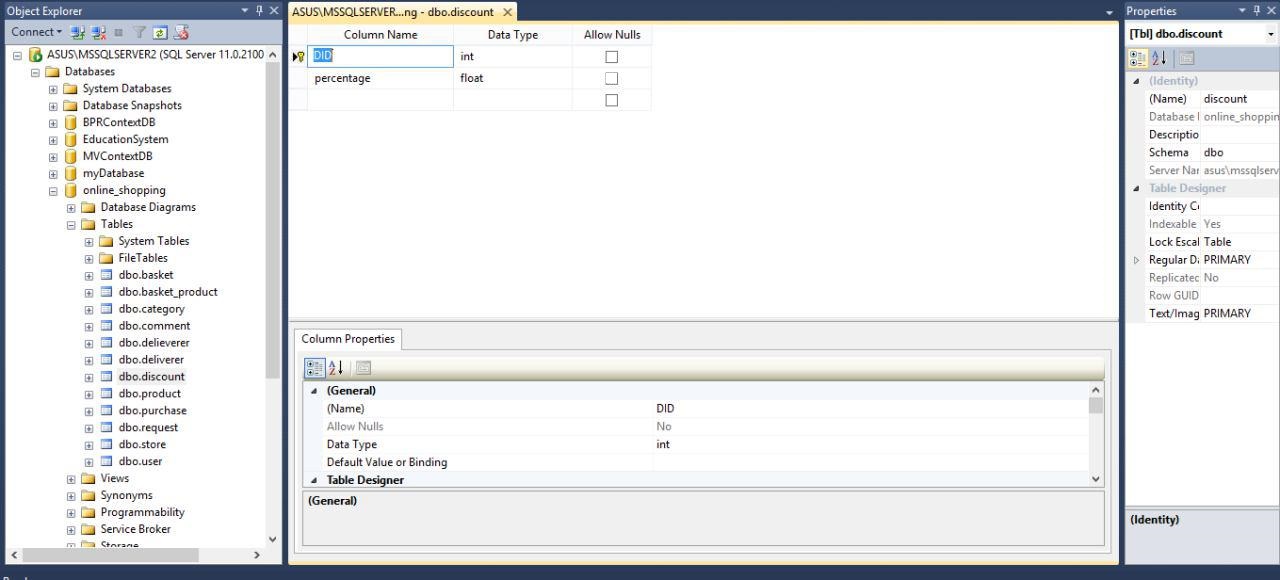 Object Explorer
Connect
ASUS\MSSQLSERVER2 (SQL Server 11.0.2100
Databases
System Databases
Database Snapshots
BPRContextDB
EducationSystem
MVContextDB
myDatabase
online_shopping
Database Diagrams
Tables
System Tables
FileTables
dbo.basket
dbo.basket_product
dbo.category
dbo.comment
dbo.delieverer
dbo.deliverer
dbo.discount
dbo.product
dbo.purchase
dbo.request
dbo.store
dbo.user
Views
Synonyms
Programmability
Service Broker
Storage
ASUS\MSSQLSERVER...ng - dbo.discount
Column Name Data Type Allow Nulls
DID int
percentage float
Column Properties
(General)
(Name) DID
Allow Nulls No
Data Type int
Default Value or Binding
Table Designer
(General)
Properties
[Tbl] dbo.discount
(Identity)
(Name) discount
Database online_shoppin
Descriptio
Schema dbo
Server Nar asus\mssqlserv
Table Designer
Identity C
Indexable Yes
Lock Escal Table
Regular Da PRIMARY
Replicated No
Row GUID
Text/Imag PRIMARY
(Identity)